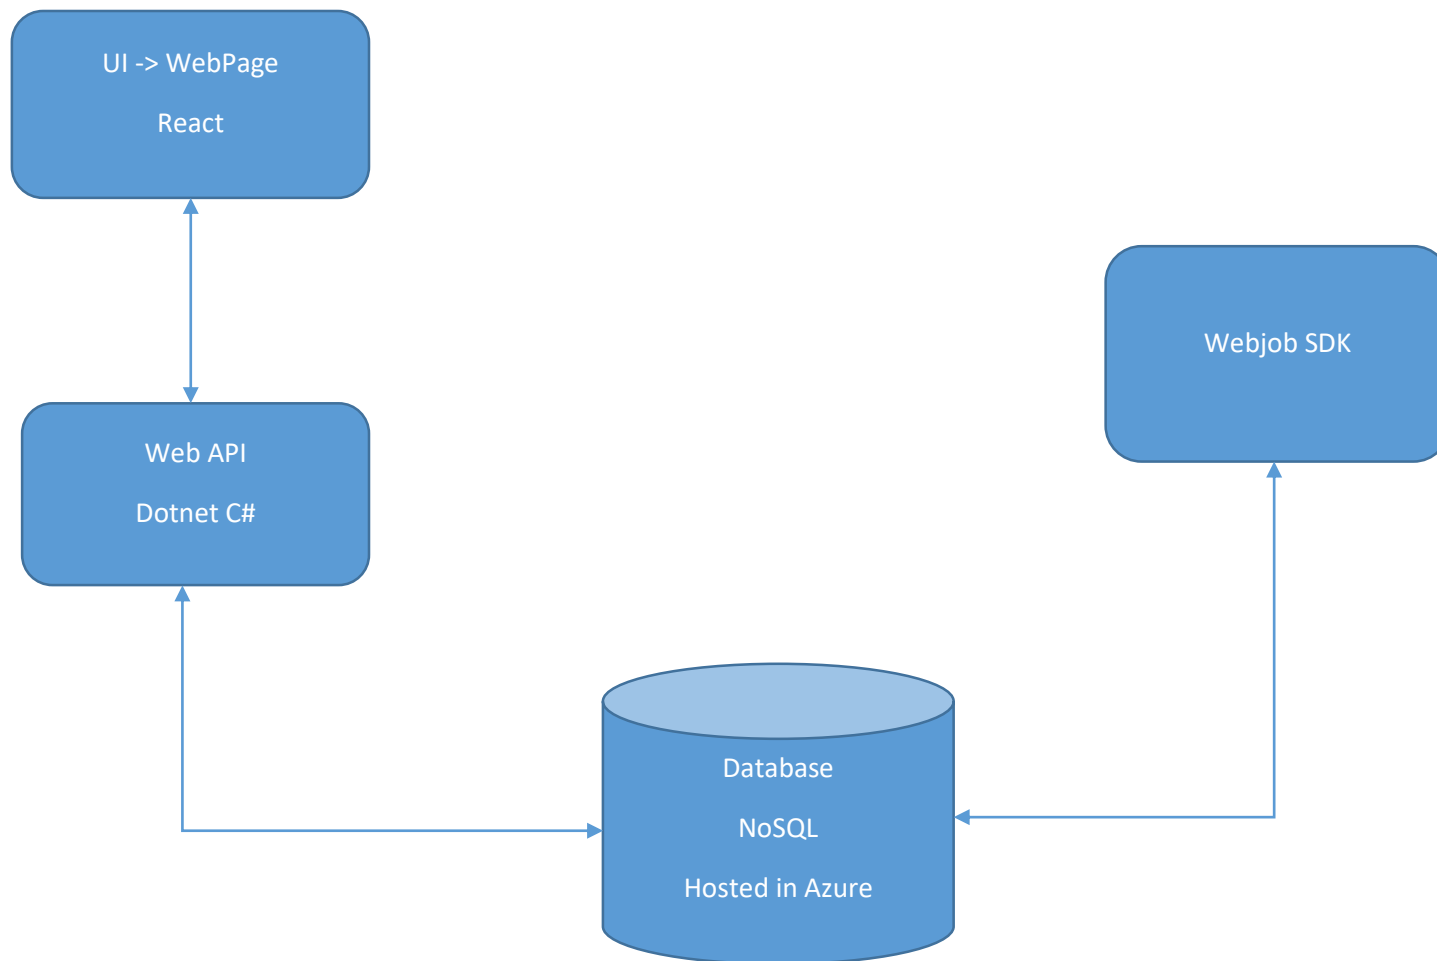 UI -> WebPage
React
Webjob SDK
Web API
Dotnet C#
Database
NoSQL
Hosted in Azure